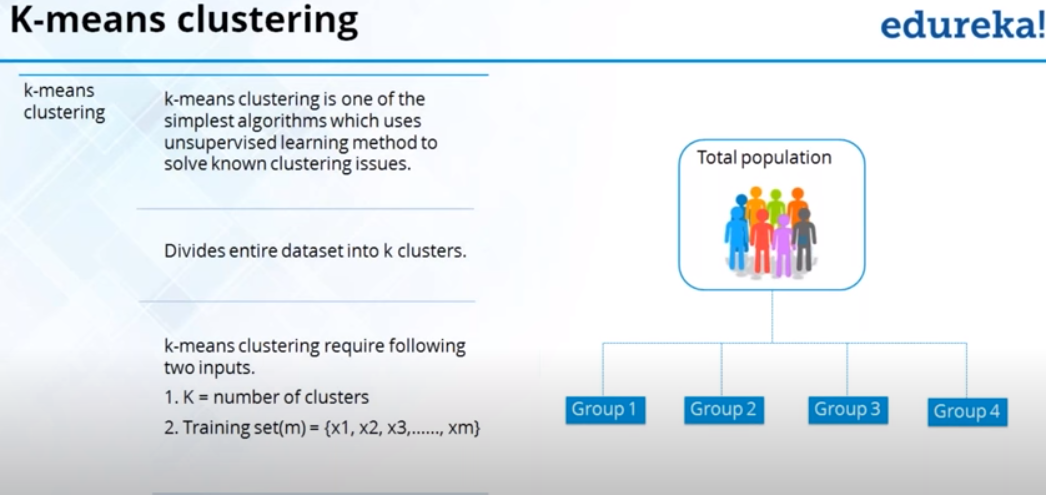 K-means clustering
edureka!
k-means
clustering
k-means clustering is one of the
simplest algorithms which uses
unsupervised learning method to
solve known clustering issues.
Divides entire dataset into k clusters.
k-means clustering require following
two inputs.
1. K = number of clusters
2. Training set(m) = {x1, x2, x3,......, xm}
Total population
Group 1
Group 2
Group 3
Group 4